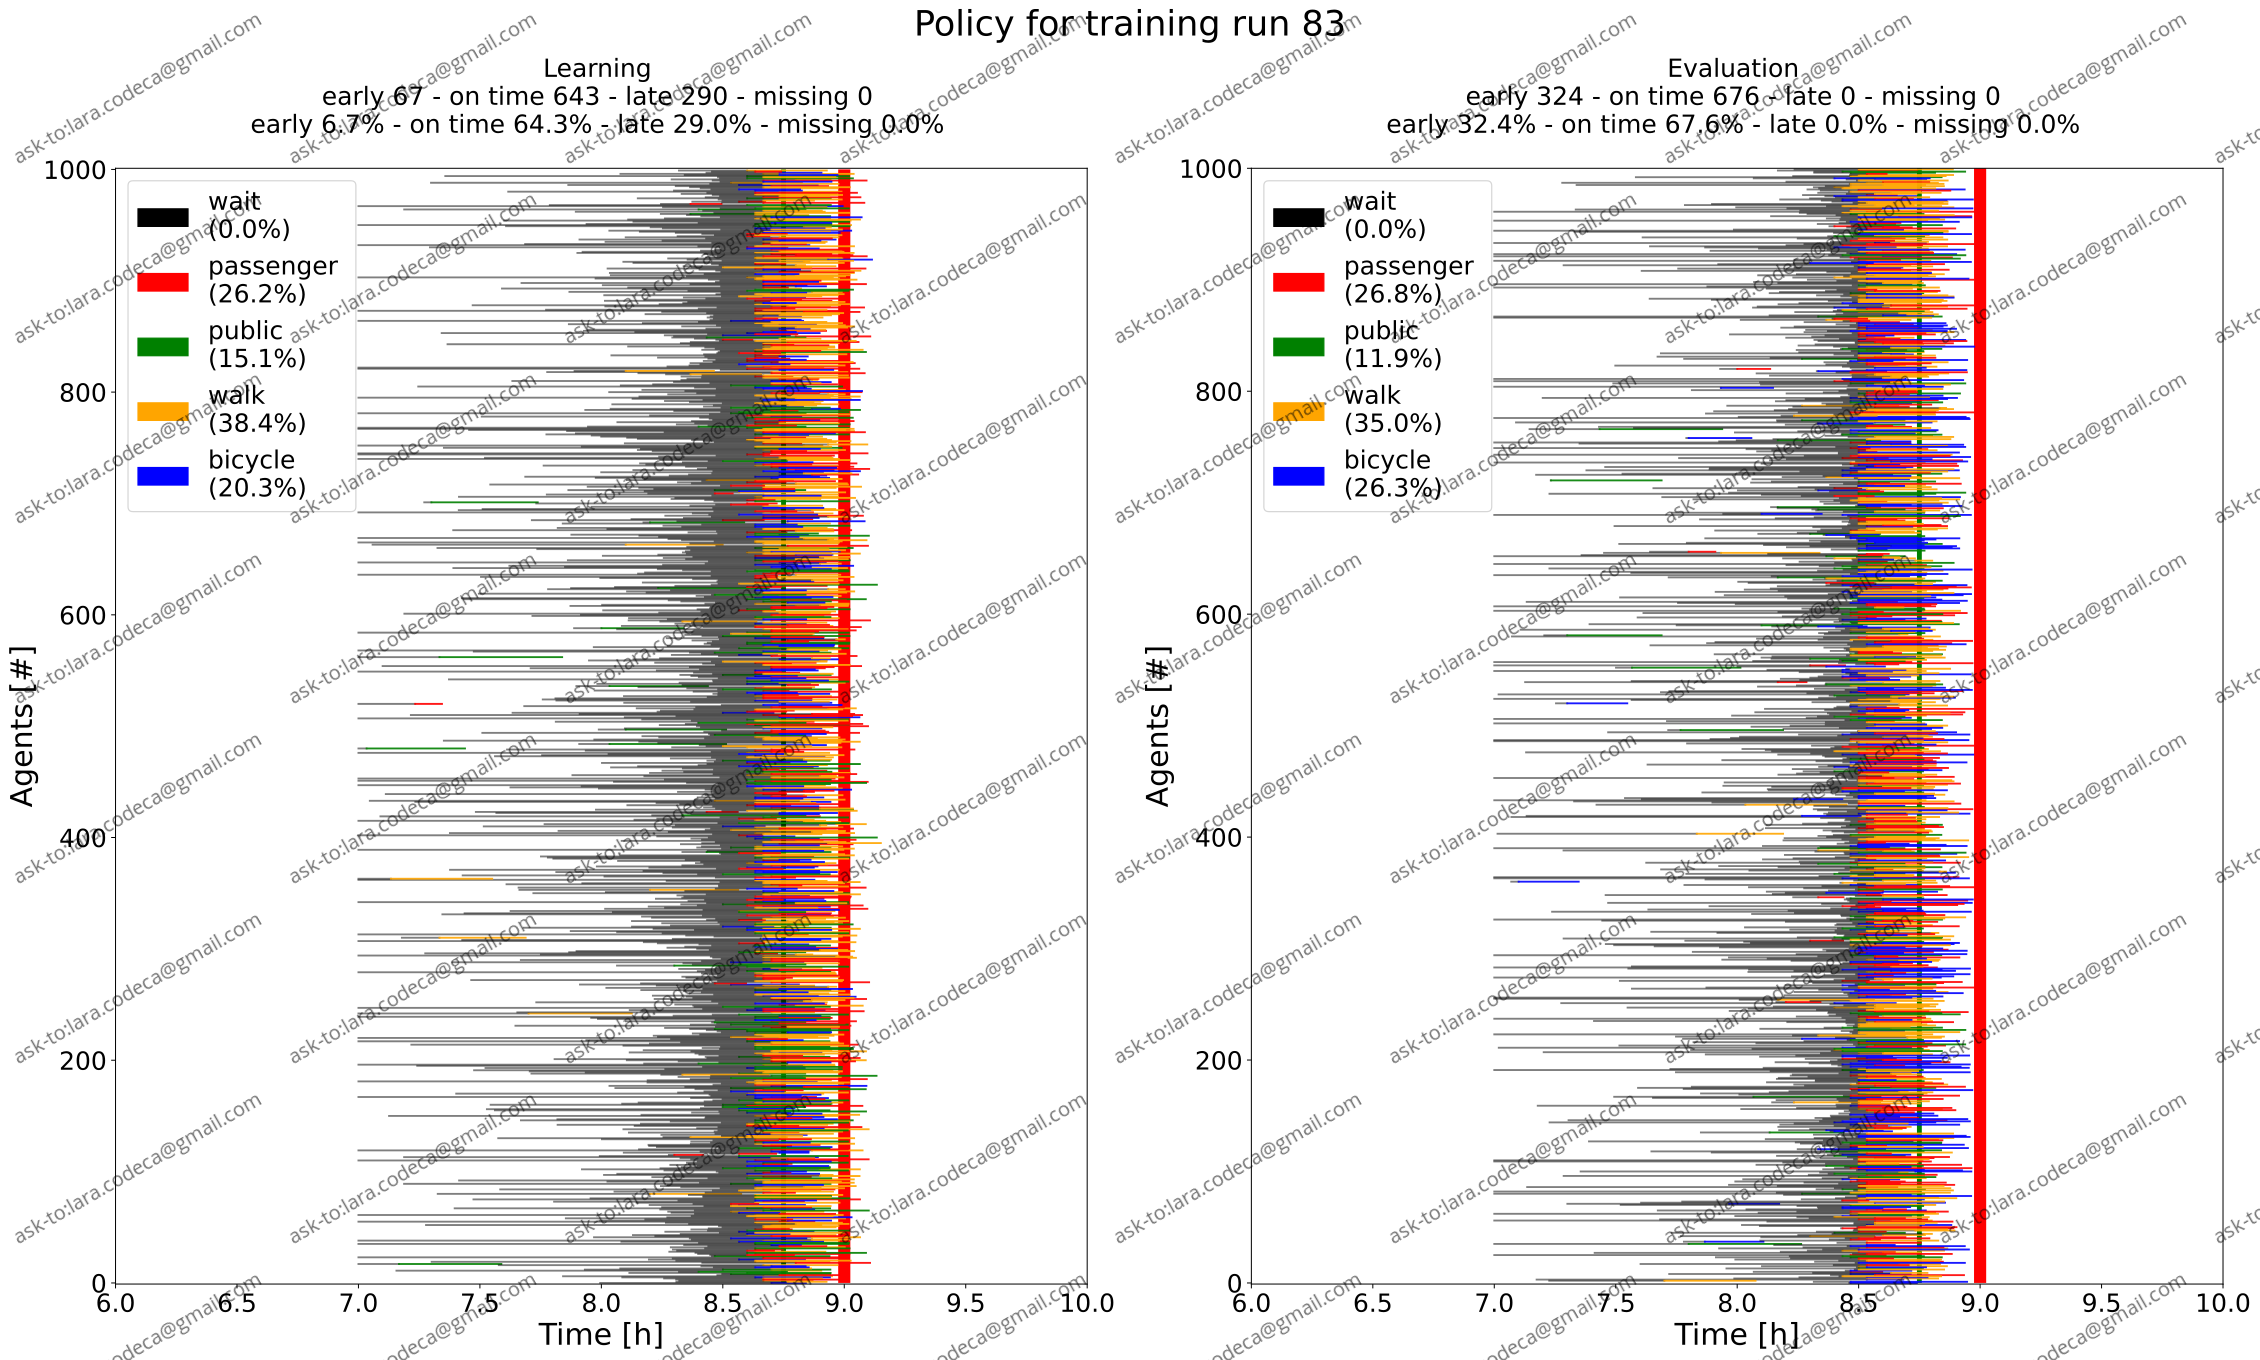 Policy for training run 83
Learning
early 67 - on time 643 - late 290 - missing 0
early 6.7% - on time 64.3% - late 29.0% - missing 0.0%
Agents [#]
1000
800
600
400
200
0
wait
(0.0%)
passenger
(26.2%)
public
(15.1%)
walk
(38.4%)
bicycle
(20.3%)
6.0 6.5 7.0 7.5 8.0 8.5 9.0 9.5 10.0
Time [h]
Evaluation
early 324 - on time 676 - late 0 - missing 0
early 32.4% - on time 67.6% - late 0.0% - missing 0.0%
Agents [#]
1000
800
600
400
200
0
wait
(0.0%)
passenger
(26.8%)
public
(11.9%)
walk
(35.0%)
bicycle
(26.3%)
6.0 6.5 7.0 7.5 8.0 8.5 9.0 9.5 10.0
Time [h]
ask-to:lara.codeca@gmail.com